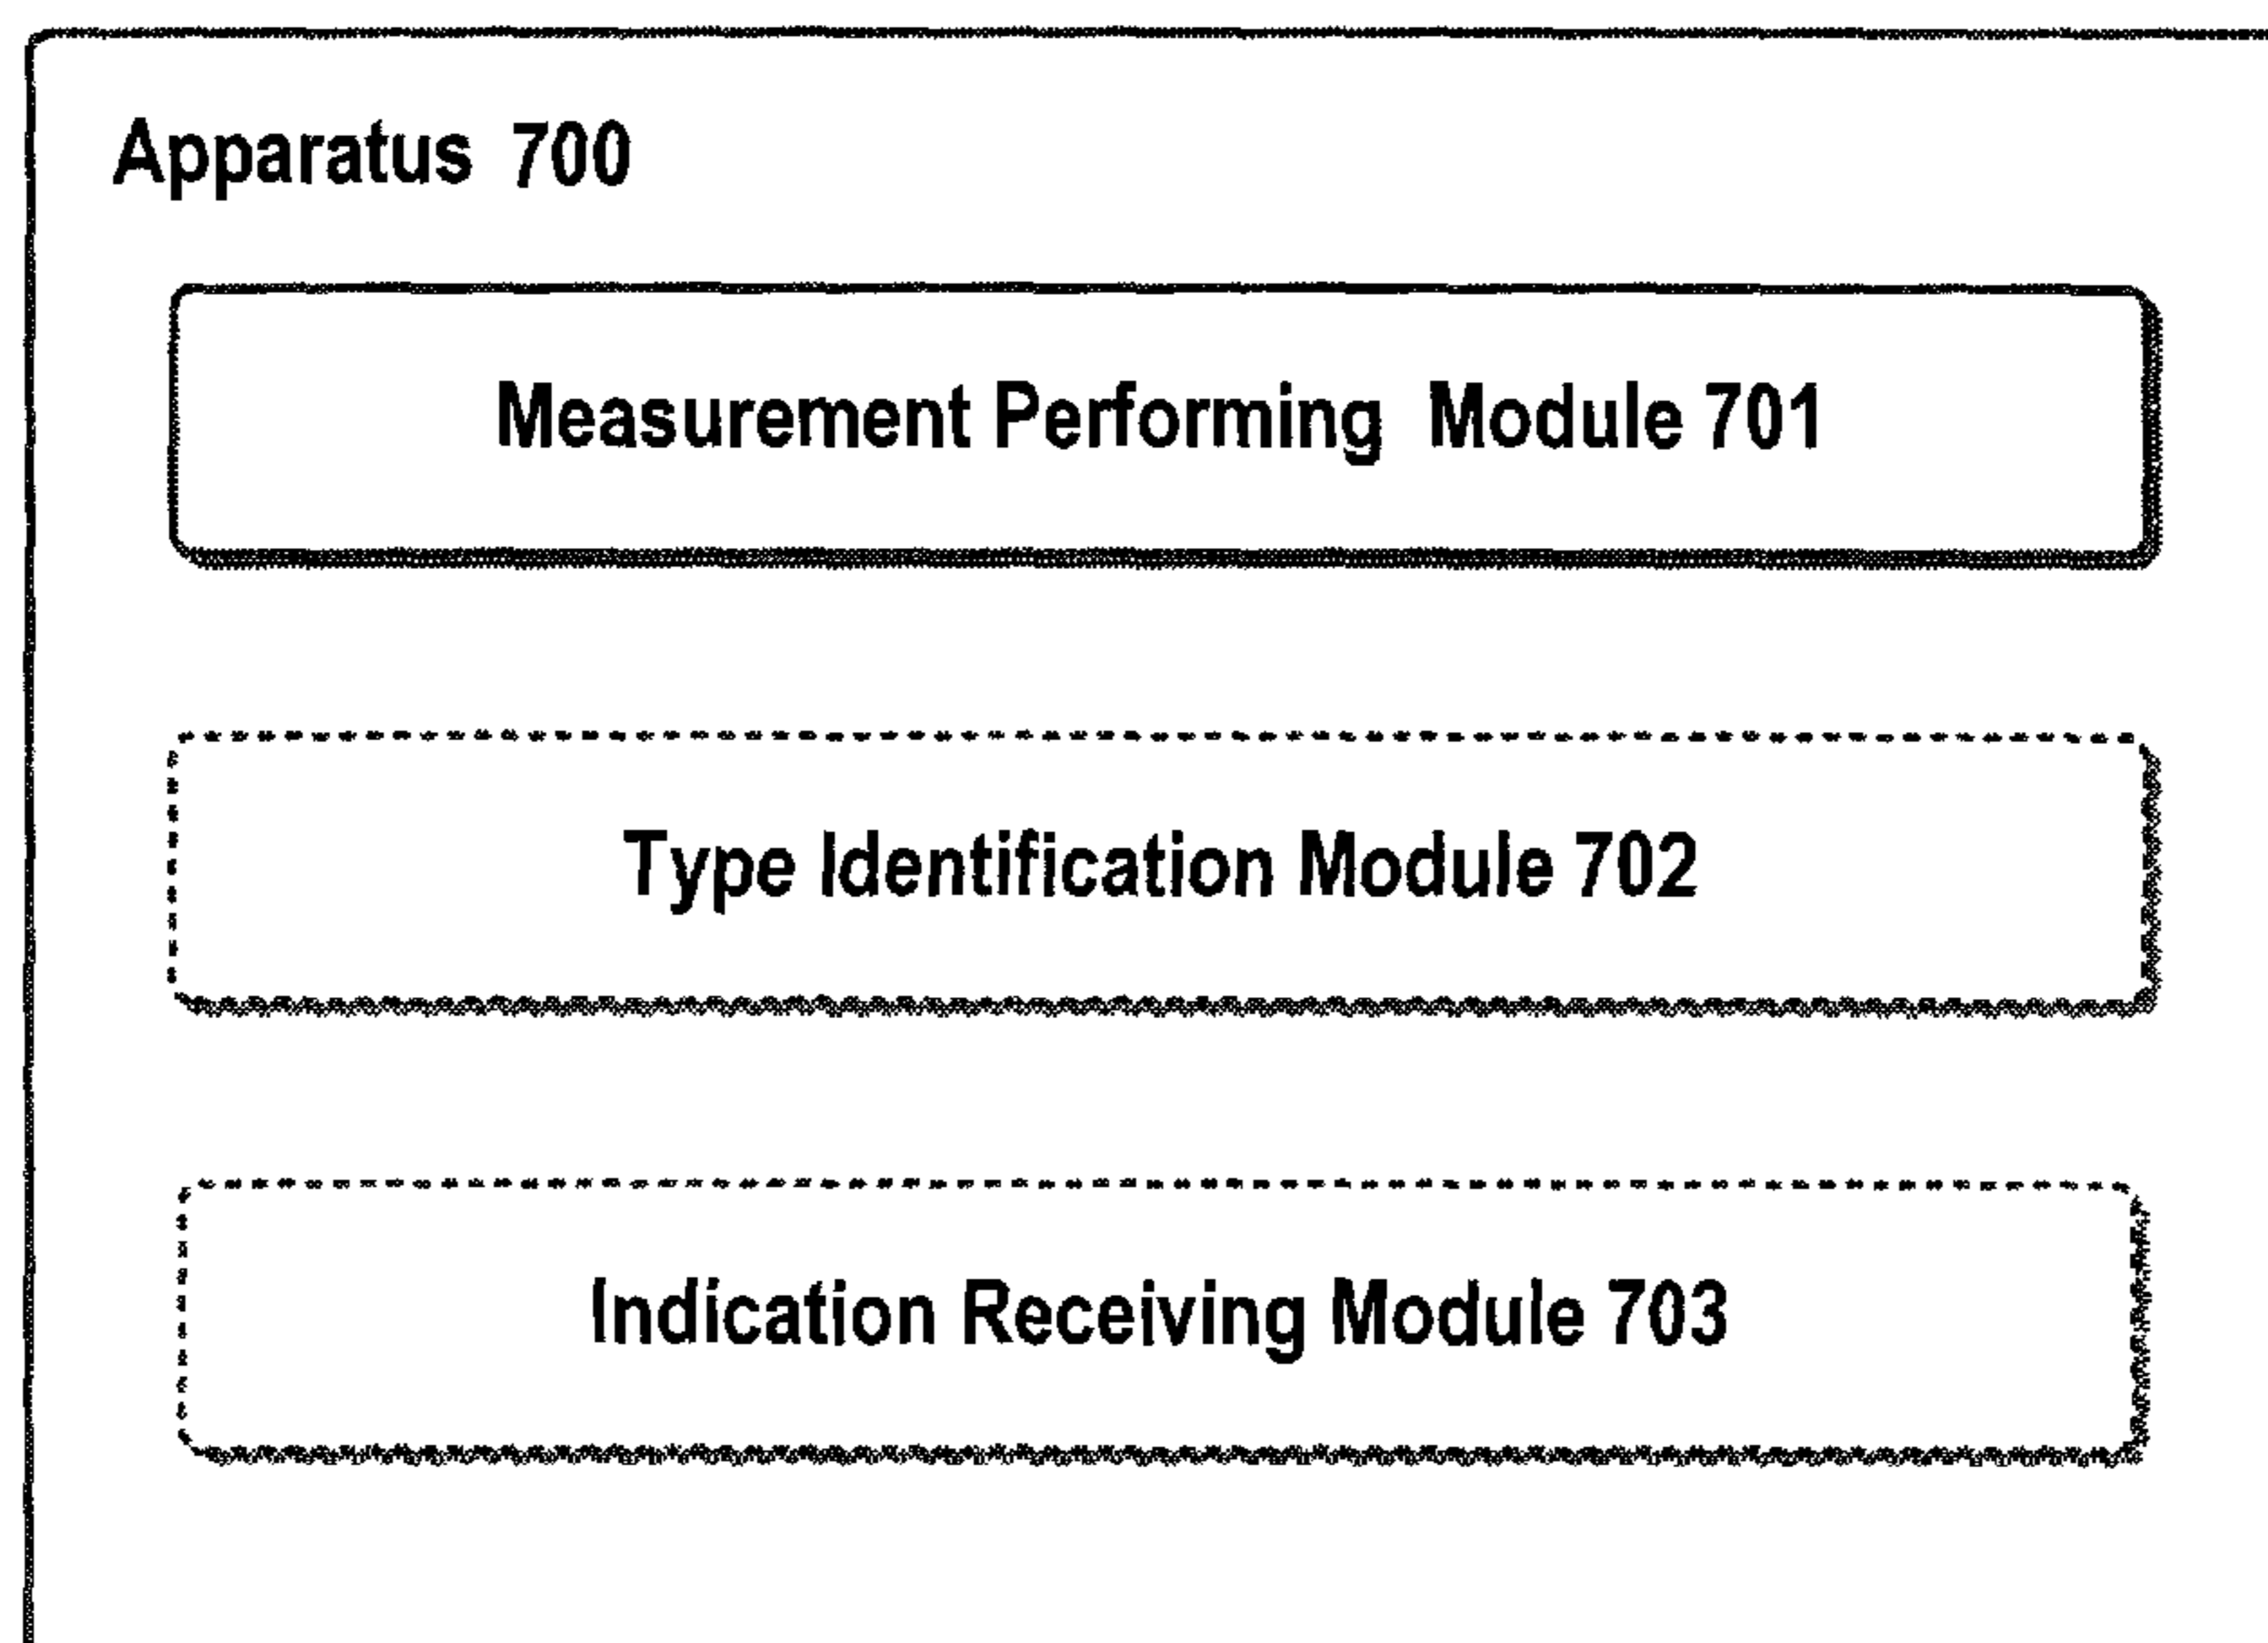 Apparatus 700
Measurement Performing Module 701
Type Identification Module 702
Indication Receiving Module 703